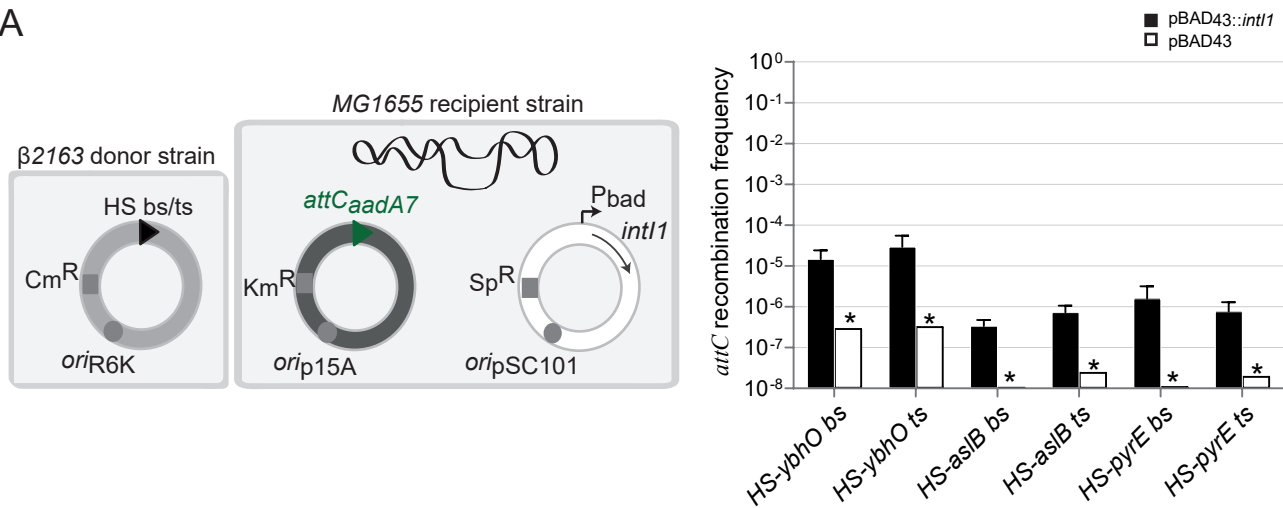 A
MG1655 recipient strain
β2163 donor strain
HS bs/ts
CmR
oriR6K
attCaadA7
KmR
orip15A
Pbad
intI1
SpR
oripSC101
pBAD43::intI1
pBAD43
attC recombination frequency
10⁰
10⁻¹
10⁻²
10⁻³
10⁻⁴
10⁻⁵
10⁻⁶
10⁻⁷
10⁻⁸
* * * * * *
HS-ybhO bs
HS-ybhO ts
HS-aslB bs
HS-aslB ts
HS-pyrE bs
HS-pyrE ts